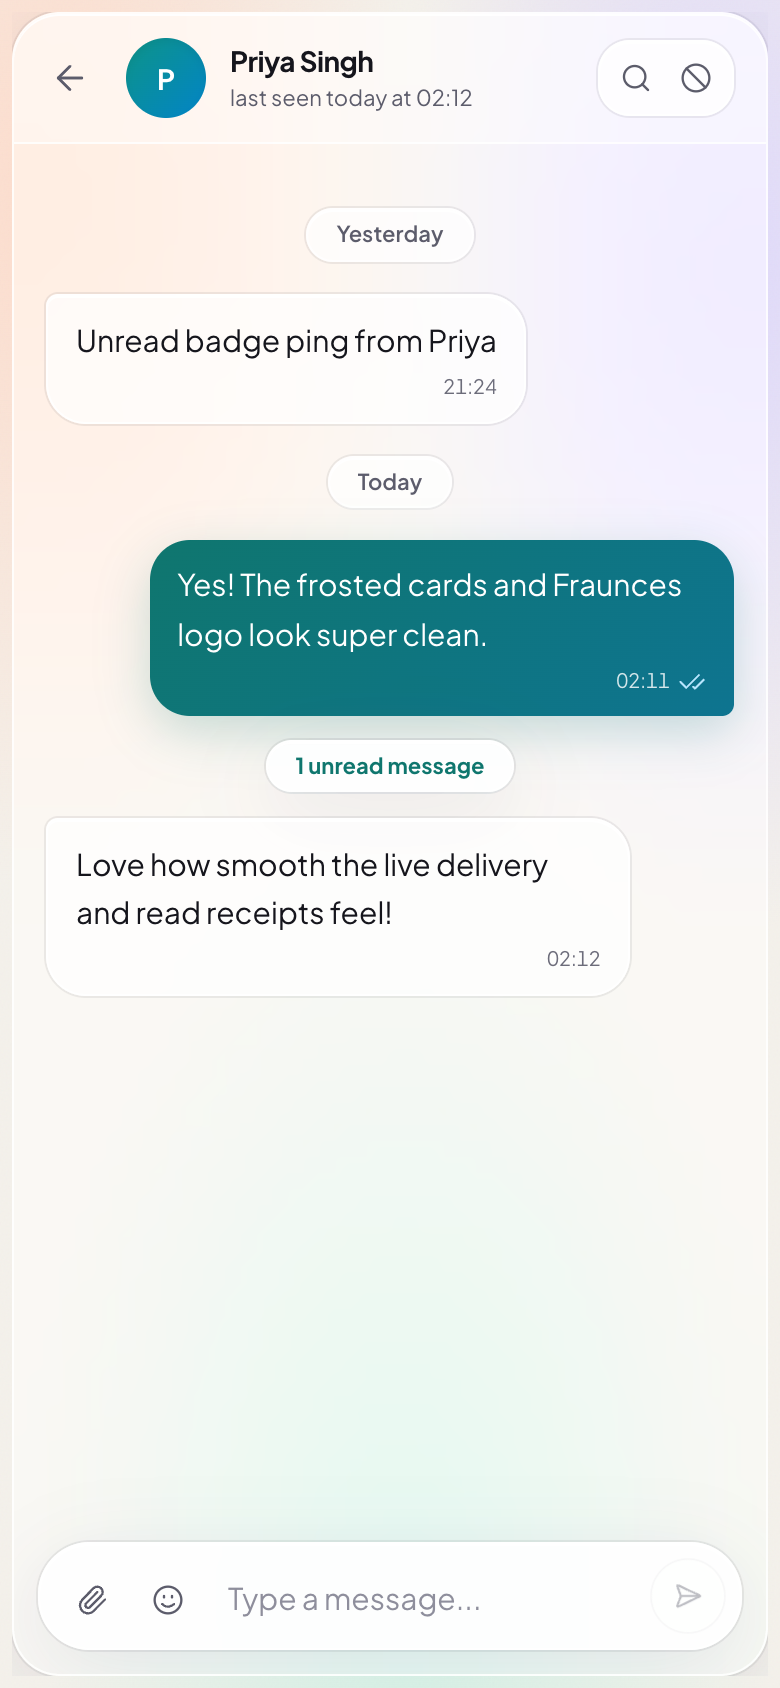 P
Priya Singh
last seen today at 02:12
Yesterday
Unread badge ping from Priya
21:24
Today
Yes! The frosted cards and Fraunces
logo look super clean.
02:11
1 unread message
Love how smooth the live delivery
and read receipts feel!
02:12
Type a message...